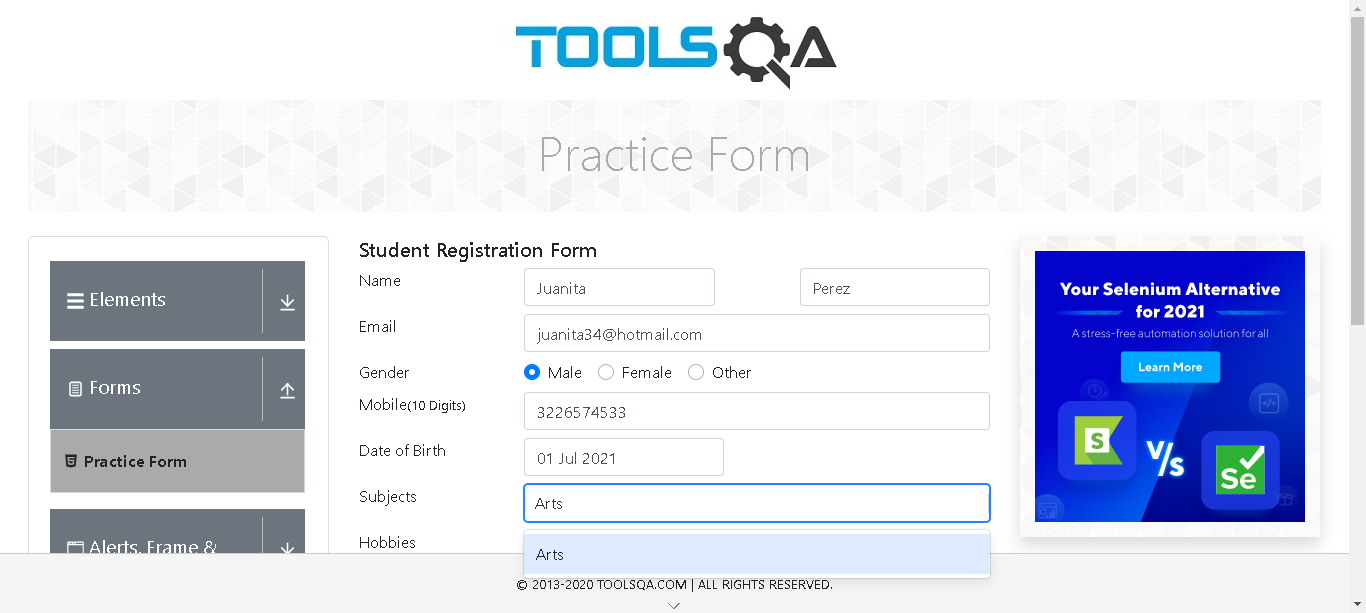 TOOLSQA
Practice Form
Elements
Forms
Practice Form
Alerts, Frame &
Student Registration Form
Name
Juanita
Perez
Email
juanita34@hotmail.com
Gender
Male
Female
Other
Mobile(10 Digits)
3226574533
Date of Birth
01 Jul 2021
Subjects
Arts
Hobbies
Arts
Your Selenium Alternative
for 2021
A stress-free automation solution for all
Learn More
S
V/s
Se
© 2013-2020 TOOLSQA.COM | ALL RIGHTS RESERVED.